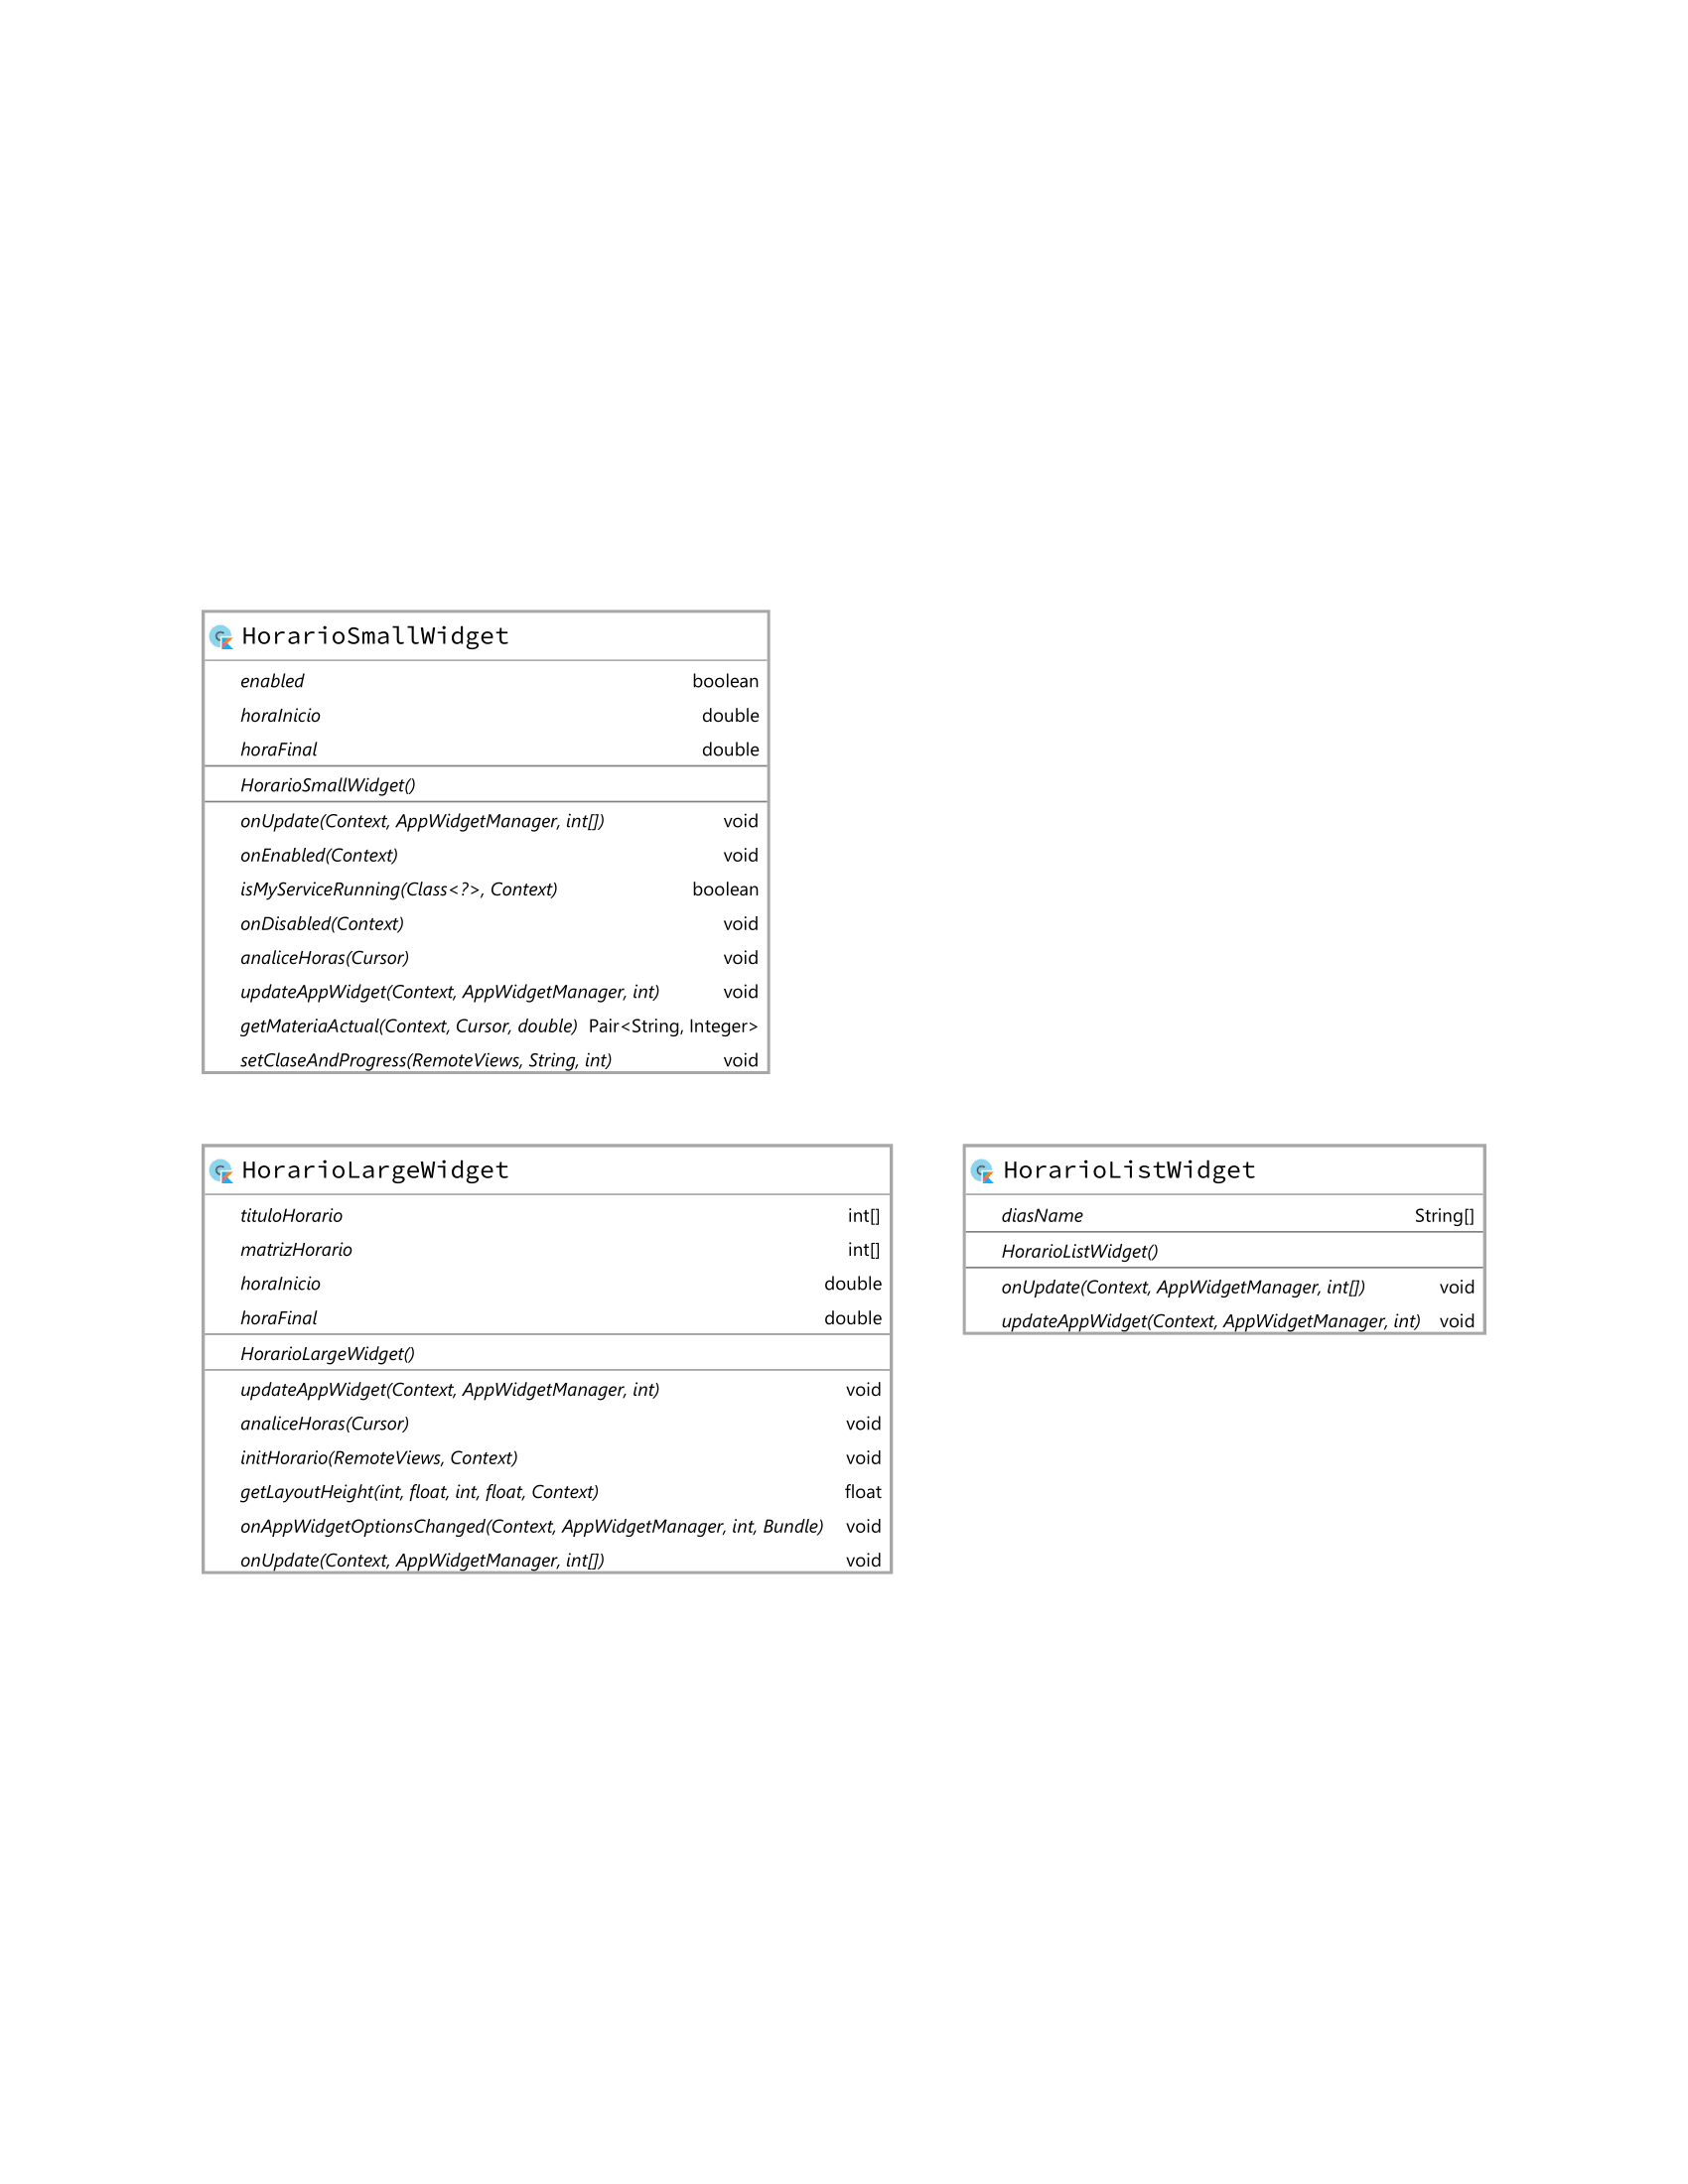 HorarioSmallWidget
enabled boolean
horaInicio double
horaFinal double
HorarioSmallWidget()
onUpdate(Context, AppWidgetManager, int[]) void
onEnabled(Context) void
isMyServiceRunning(Class<?>, Context) boolean
onDisabled(Context) void
analiceHoras(Cursor) void
updateAppWidget(Context, AppWidgetManager, int) void
getMateriaActual(Context, Cursor, double) Pair<String, Integer>
setClaseAndProgress(RemoteViews, String, int) void
HorarioLargeWidget
tituloHorario int[]
matrizHorario int[]
horaInicio double
horaFinal double
HorarioLargeWidget()
updateAppWidget(Context, AppWidgetManager, int) void
analiceHoras(Cursor) void
initHorario(RemoteViews, Context) void
getLayoutHeight(int, float, int, float, Context) float
onAppWidgetOptionsChanged(Context, AppWidgetManager, int, Bundle) void
onUpdate(Context, AppWidgetManager, int[]) void
HorarioListWidget
diasName String[]
HorarioListWidget()
onUpdate(Context, AppWidgetManager, int[]) void
updateAppWidget(Context, AppWidgetManager, int) void